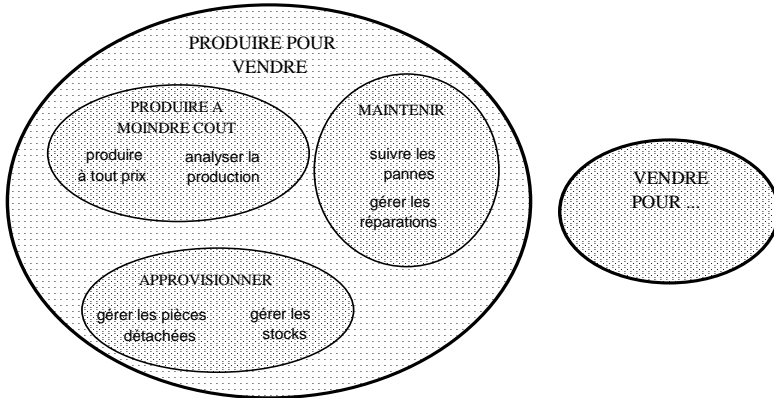 PRODUIRE POUR
VENDRE
PRODUIRE A
MOINDRE COUT
produire
à tout prix
analyser la
production
MAINTENIR
suivre les
pannes
gérer les
réparations
APPROVISIONNER
gérer les pièces
détachées
gérer les
stocks
VENDRE
POUR ...